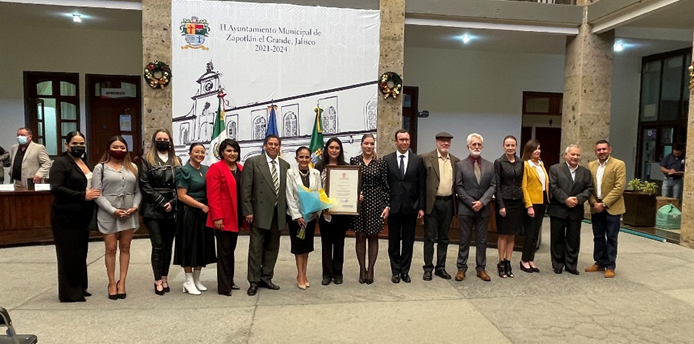 H Ayuntamiento Municipal de
Zapotlán el Grande, Jalisco
2021-2024